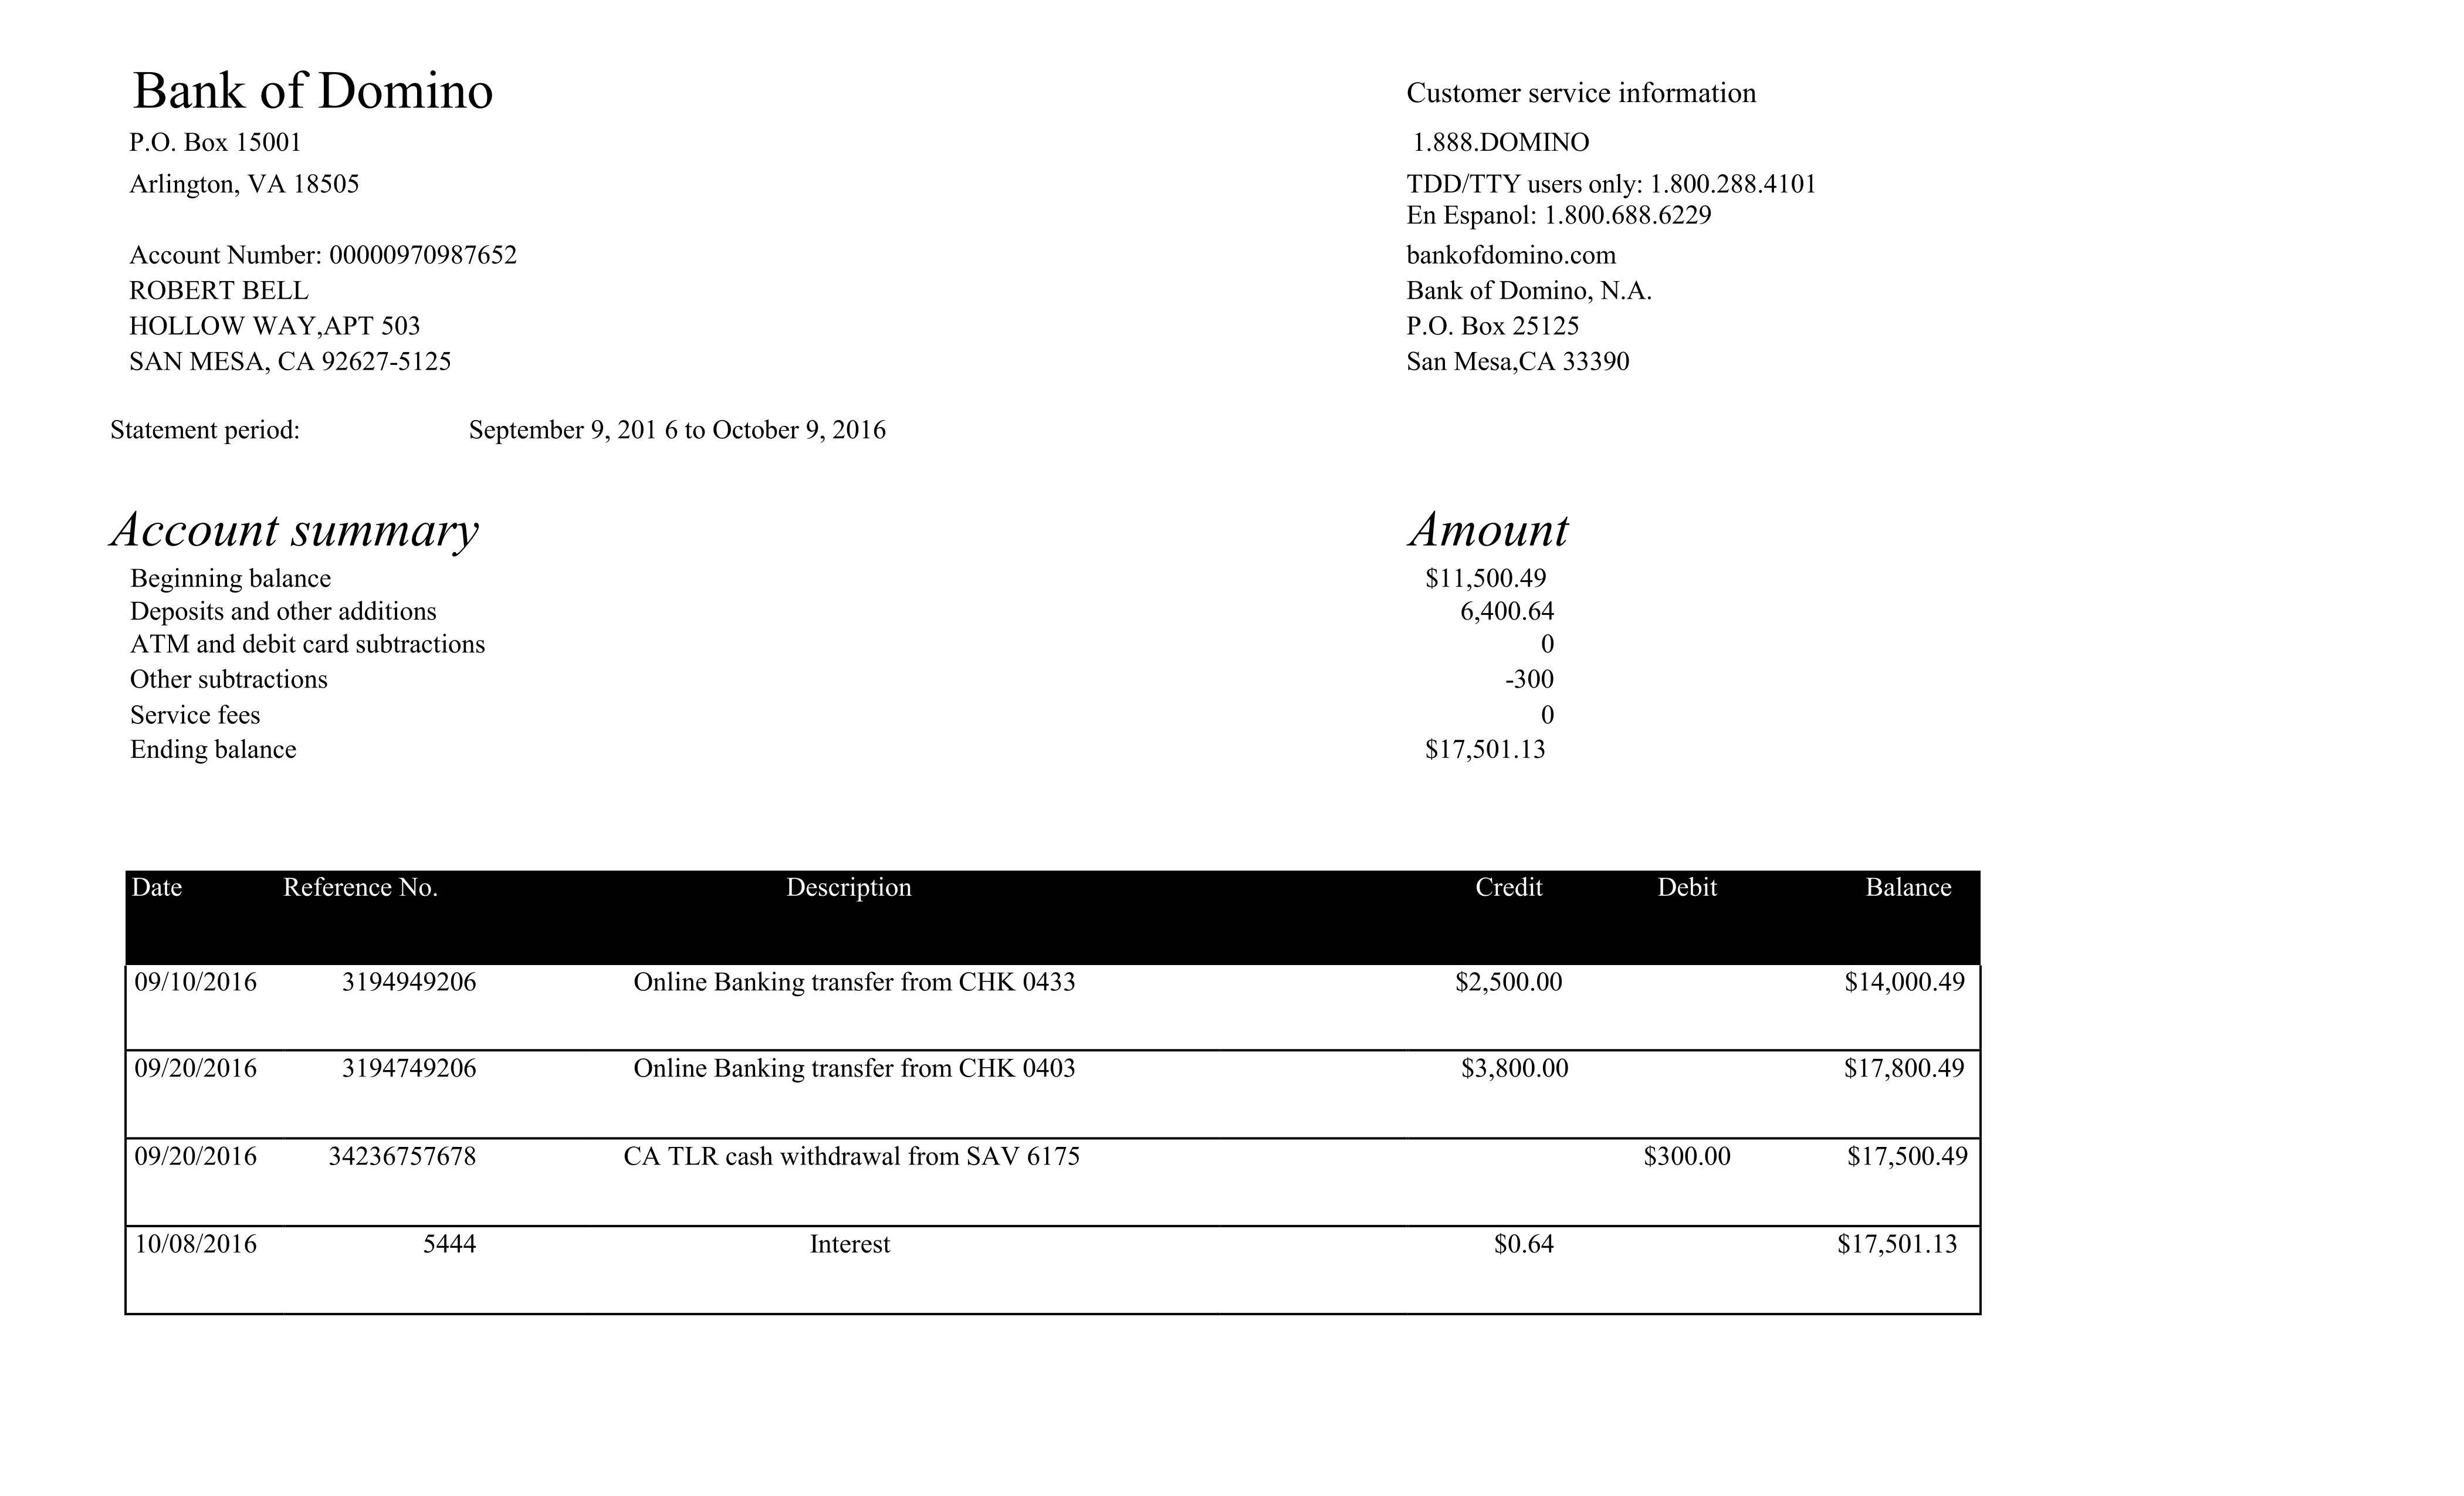 Bank of Domino
P.O. Box 15001
Arlington, VA 18505
Customer service information
1.888.DOMINO
TDD/TTY users only: 1.800.288.4101
En Espanol: 1.800.688.6229
Account Number: 00000970987652
ROBERT BELL
HOLLOW WAY,APT 503
SAN MESA, CA 92627-5125
bankofdomino.com
Bank of Domino, N.A.
P.O. Box 25125
San Mesa,CA 33390
Statement period: September 9, 201 6 to October 9, 2016
Account summary Amount
Beginning balance $11,500.49
Deposits and other additions 6,400.64
ATM and debit card subtractions 0
Other subtractions -300
Service fees 0
Ending balance $17,501.13
Date Reference No. Description Credit Debit Balance
09/10/2016 3194949206 Online Banking transfer from CHK 0433 $2,500.00 $14,000.49
09/20/2016 3194749206 Online Banking transfer from CHK 0403 $3,800.00 $17,800.49
09/20/2016 34236757678 CA TLR cash withdrawal from SAV 6175 $300.00 $17,500.49
10/08/2016 5444 Interest $0.64 $17,501.13